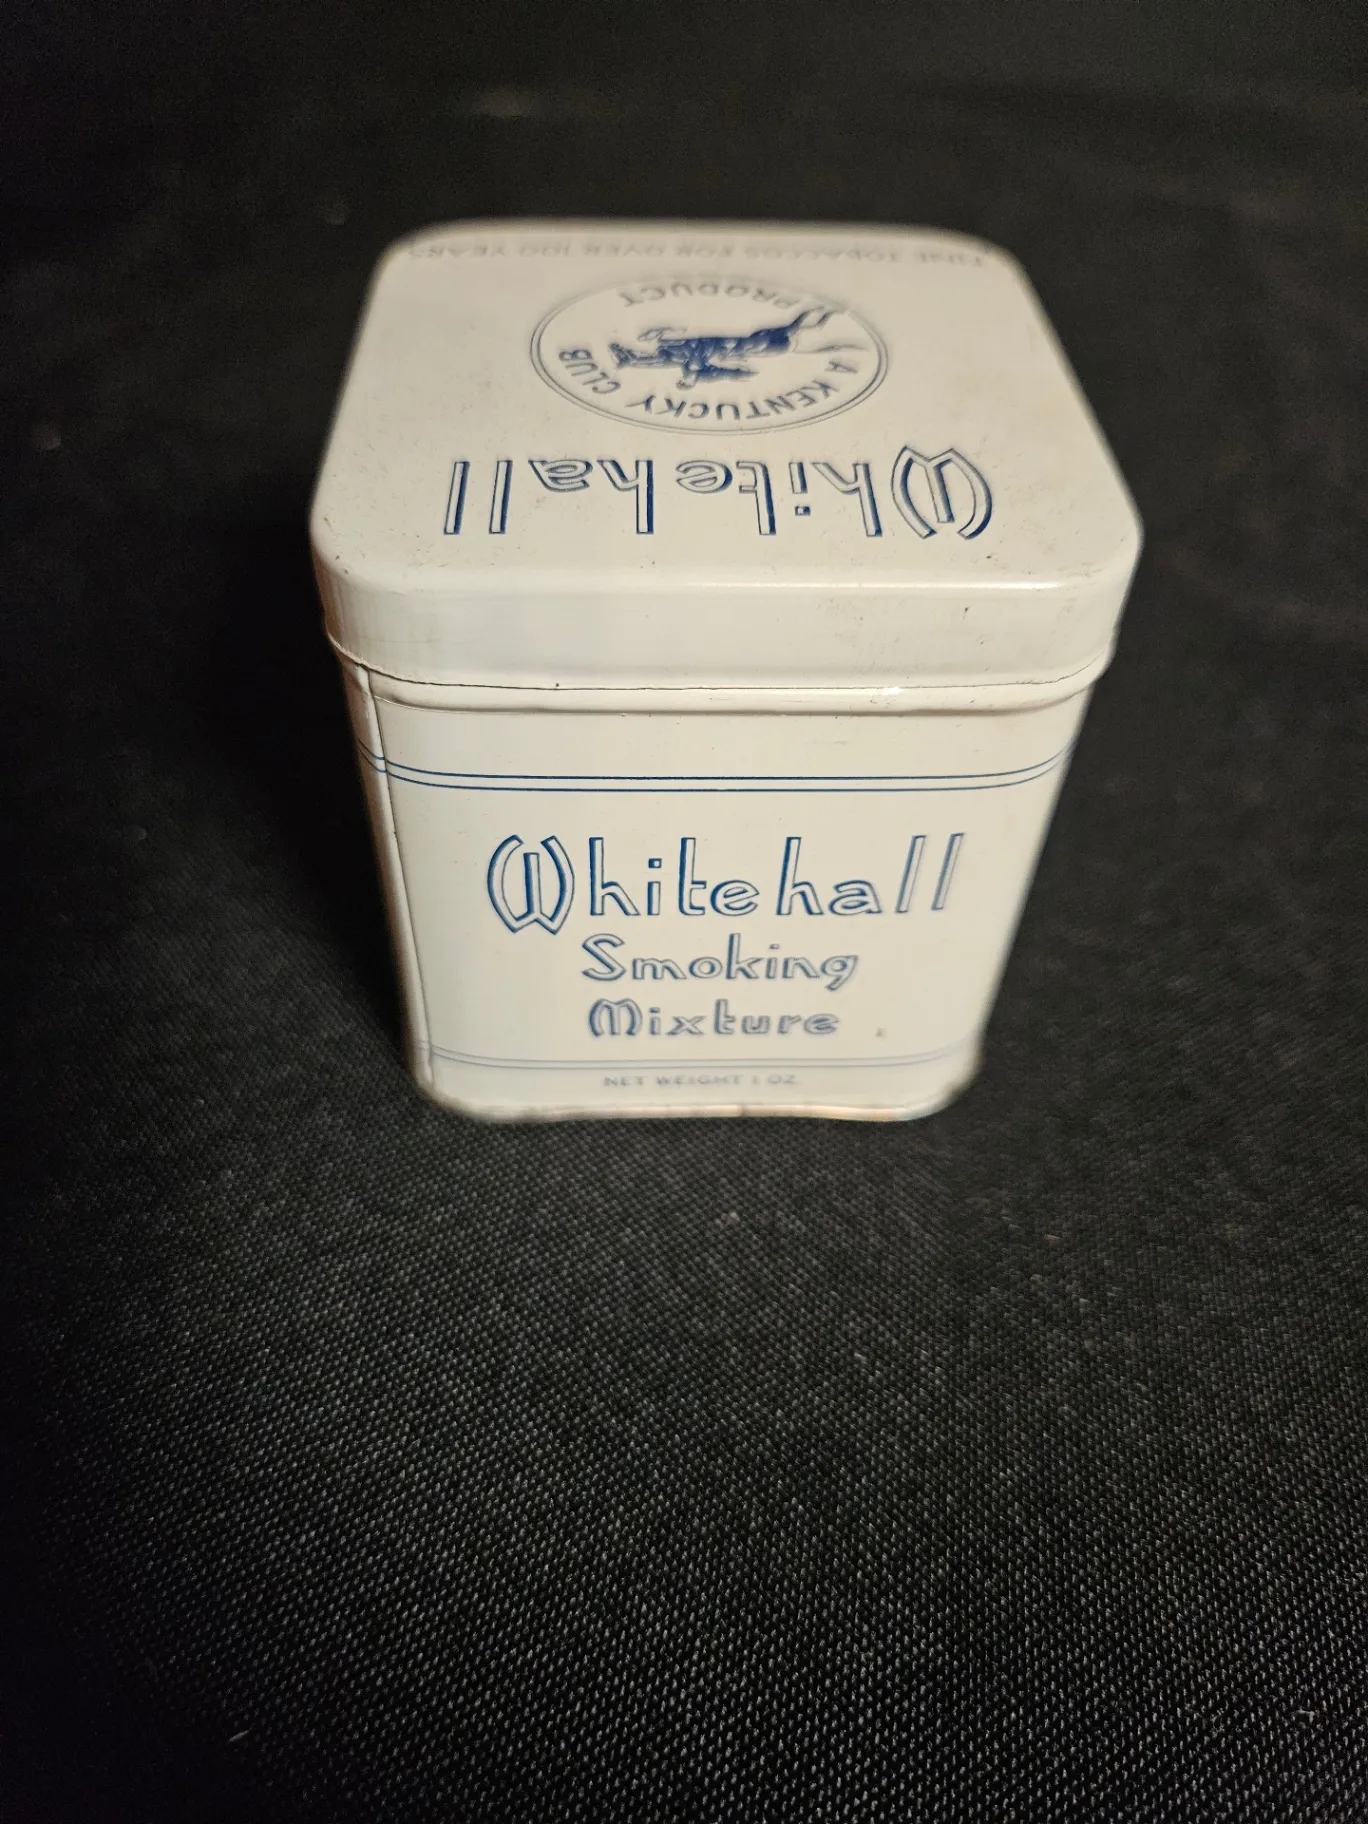 FINE TOBACCOS FOR OVER 100 YEARS
A KENTUCKY CLUB
PRODUCT
Whitehall
Whitehall
Smoking
Mixture
NET WEIGHT 1 OZ.